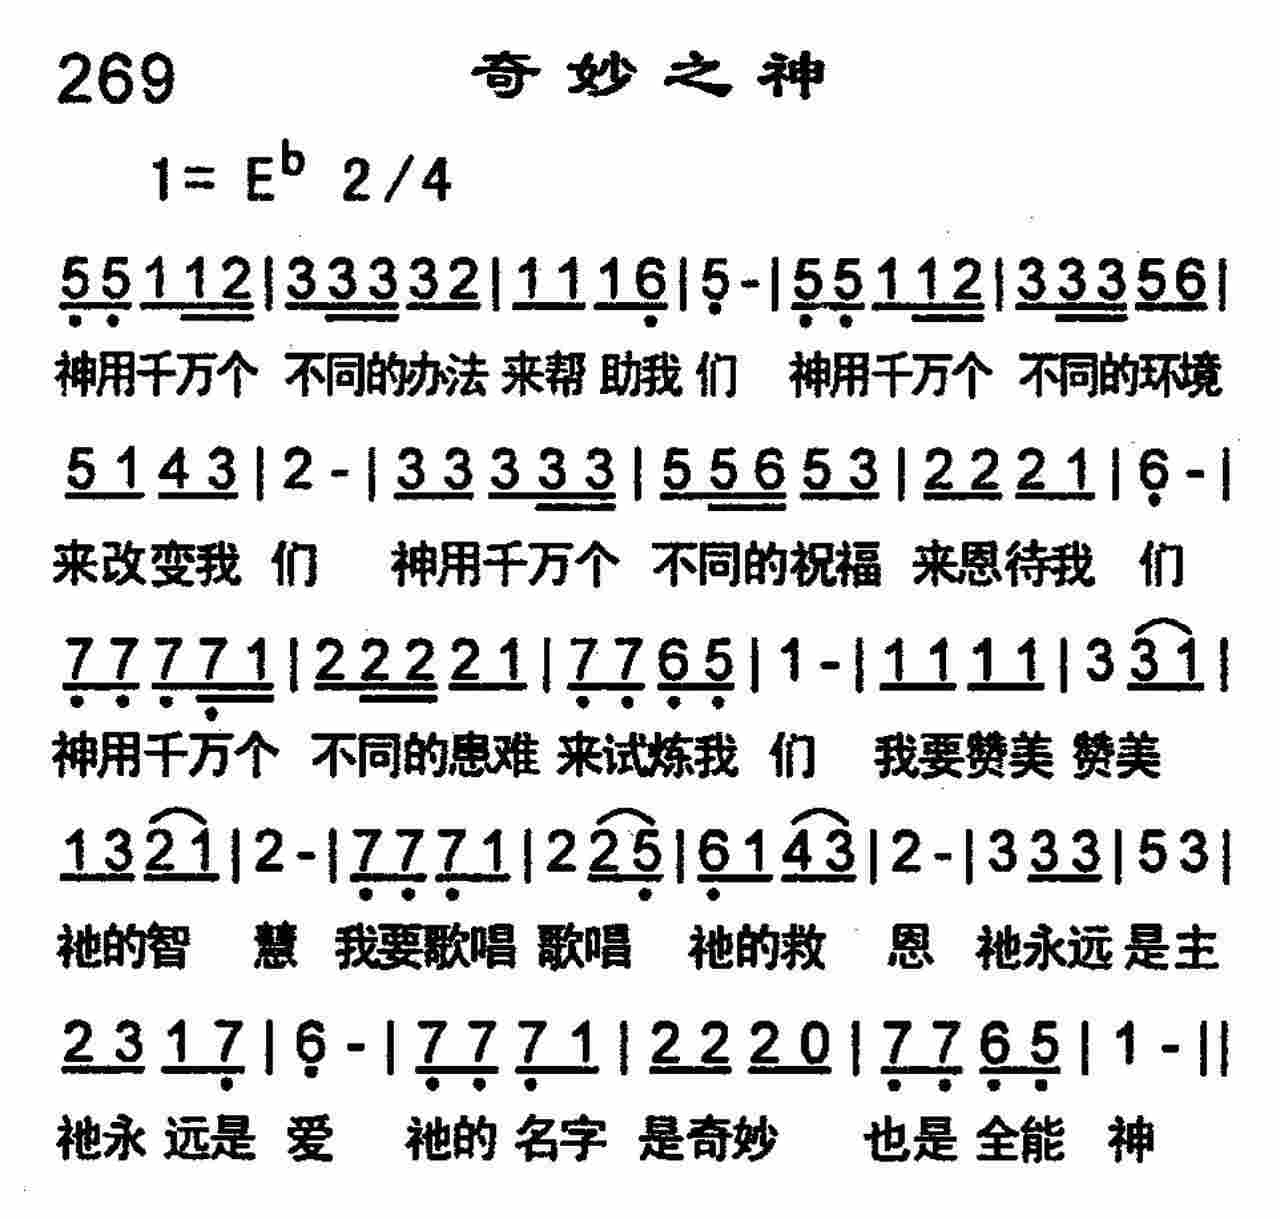 269 奇妙之神
1= E♭ 2/4
5 5 1 1 2 | 3 3 3 3 2 | 1 1 1 6 | 5 - | 5 5 1 1 2 | 3 3 3 5 6 |
神用千万个 不同的办法 来帮助我们 神用千万个 不同的环境
5 1 4 3 | 2 - | 3 3 3 3 3 | 5 5 6 5 3 | 2 2 2 1 | 6 - |
来改变我们 神用千万个 不同的祝福 来恩待我们
7 7 7 7 1 | 2 2 2 2 1 | 7 7 6 5 | 1 - | 1 1 1 1 | 3 3 1 |
神用千万个 不同的患难 来试炼我们 我要赞美 赞美
1 3 2 1 | 2 - | 7 7 7 1 | 2 2 5 | 6 1 4 3 | 2 - | 3 3 3 | 5 3 |
祂的智慧 我要歌唱 歌唱 祂的救恩 祂永远是主
2 3 1 7 | 6 - | 7 7 7 1 | 2 2 2 0 | 7 7 6 5 | 1 - ||
祂永远是爱 祂的名字 是奇妙 也是全能神